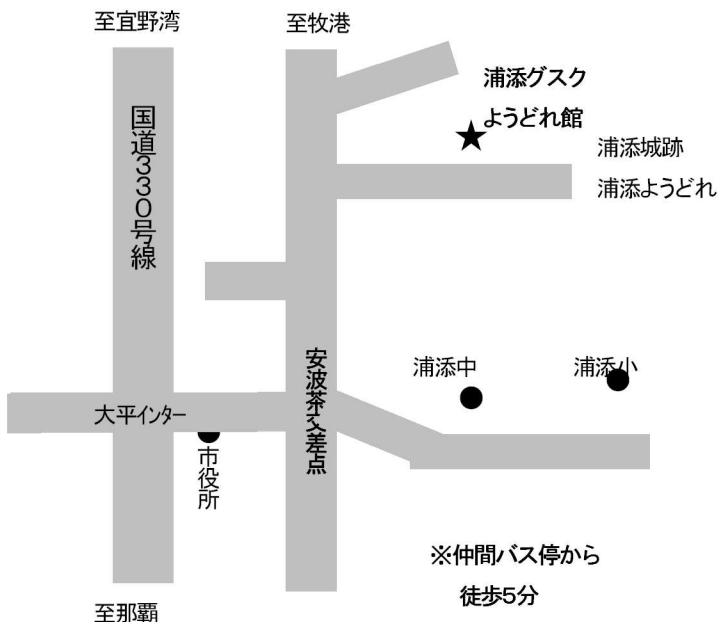 至宜野湾
至牧港
浦添グスク
ようどれ館
国道330号線
浦添城跡
浦添ようどれ
安波茶交差点
浦添中
浦添小
大平インター
市役所
※仲間バス停から
徒歩5分
至那覇